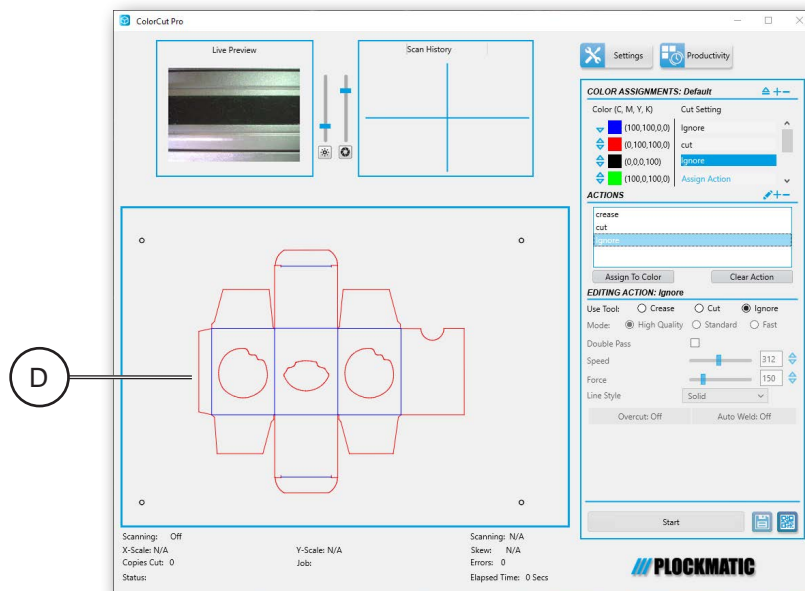 ColorCut Pro
Live Preview
Scan History
Settings
Productivity
COLOR ASSIGNMENTS: Default
Color (C, M, Y, K) Cut Setting
(100,100,0,0) Ignore
(0,100,100,0) cut
(0,0,0,100) Ignore
(100,0,100,0) Assign Action
ACTIONS
crease
cut
Ignore
Assign To Color Clear Action
EDITING ACTION: Ignore
Use Tool: Crease Cut Ignore
Mode: High Quality Standard Fast
Double Pass
Speed 312
Force 150
Line Style Solid
Overcut: Off Auto Weld: Off
Start
D
Scanning: Off Scanning: N/A
X-Scale: N/A Y-Scale: N/A Skew: N/A
Copies Cut: 0 Job: Errors: 0
Status: Elapsed Time: 0 Secs
PLOCKMATIC